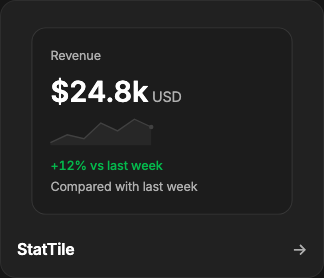 Revenue
$24.8k USD
+12% vs last week
Compared with last week
StatTile →